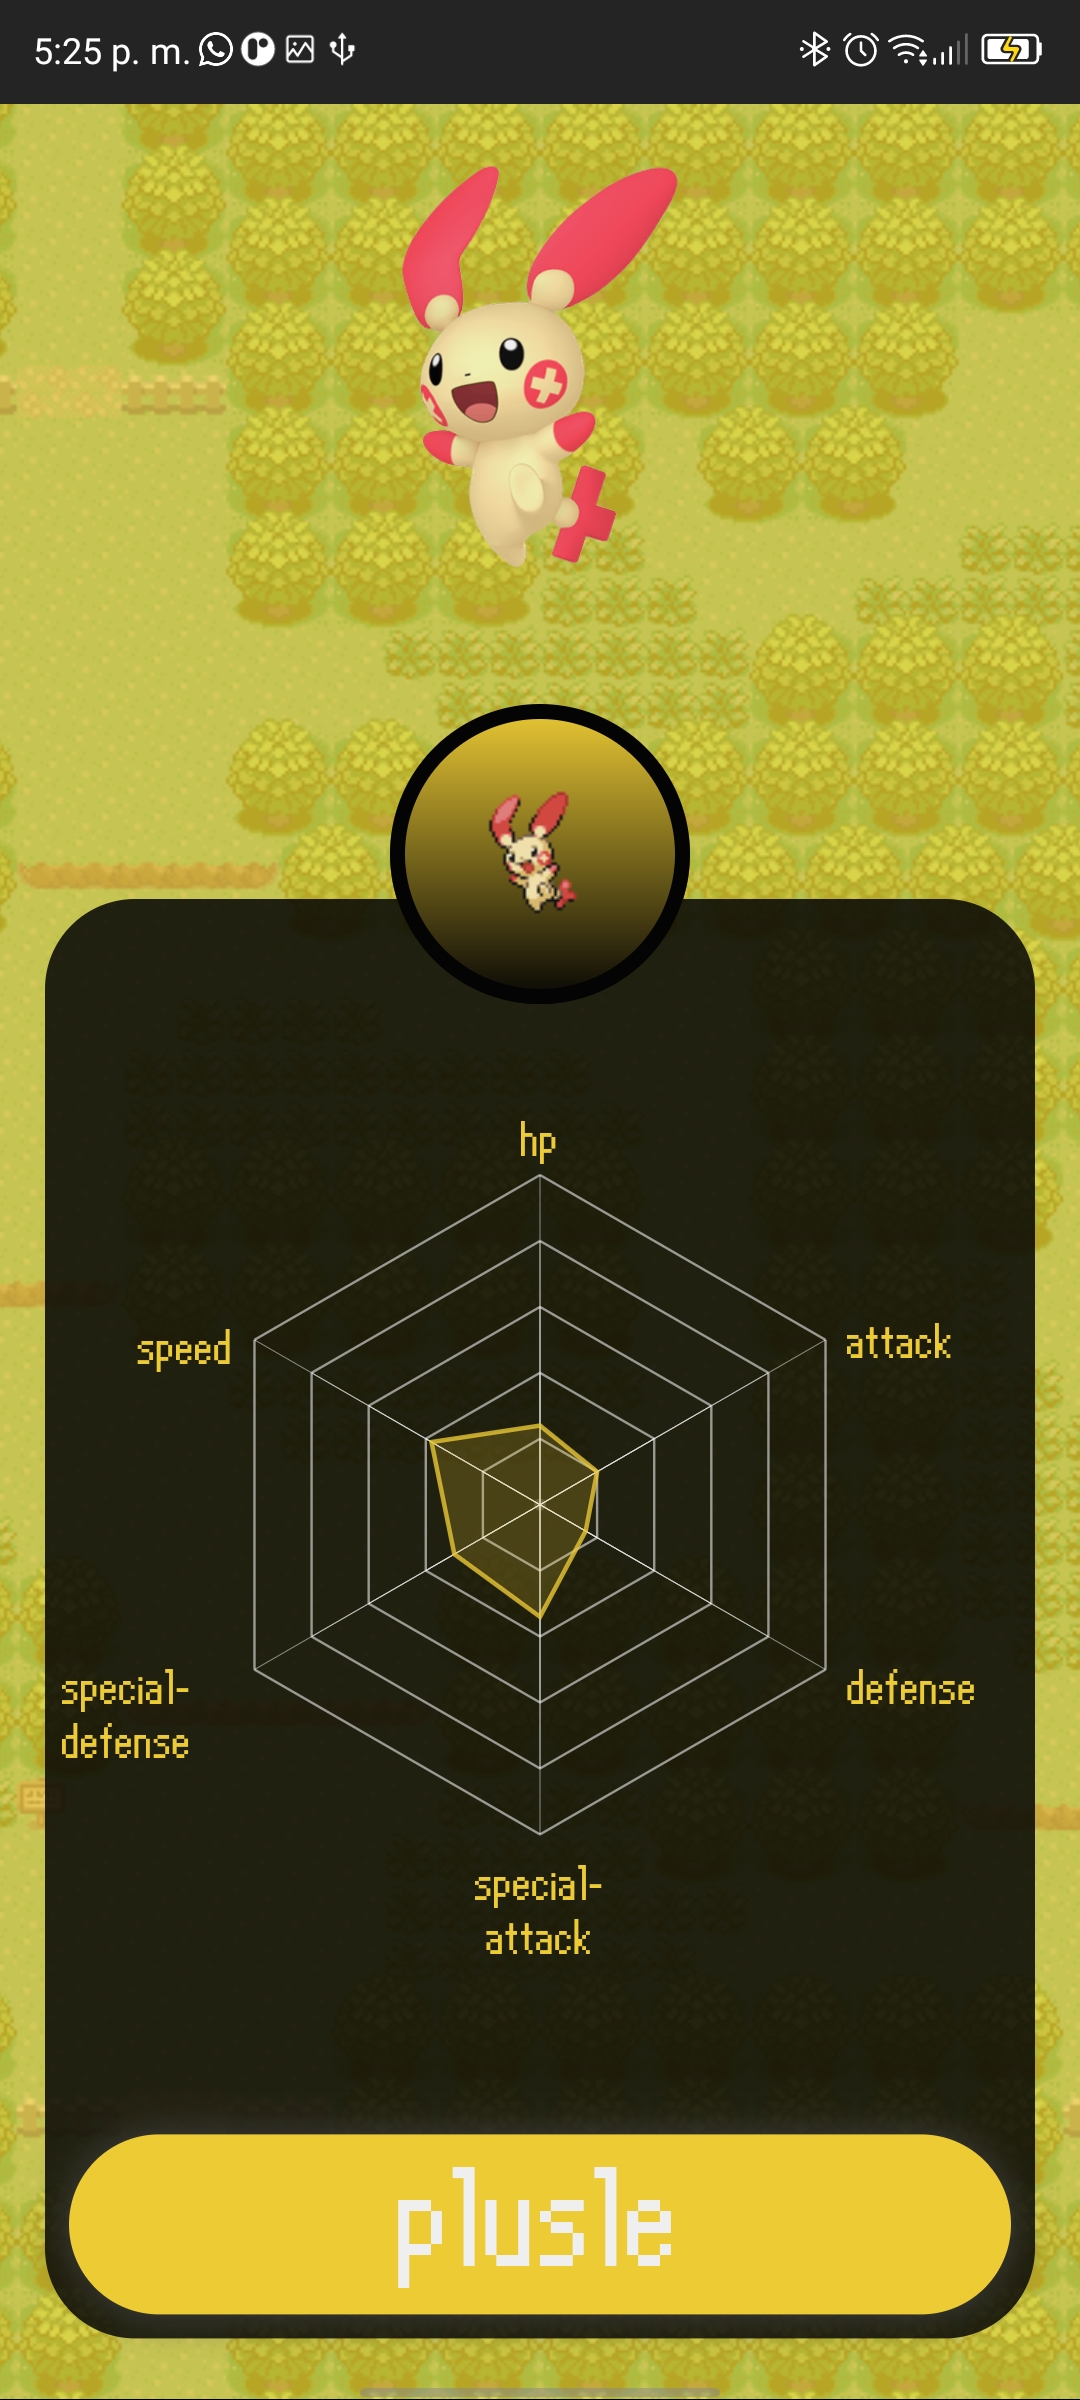 5:25 p. m.
hp
speed
attack
special-
defense
defense
special-
attack
plusle